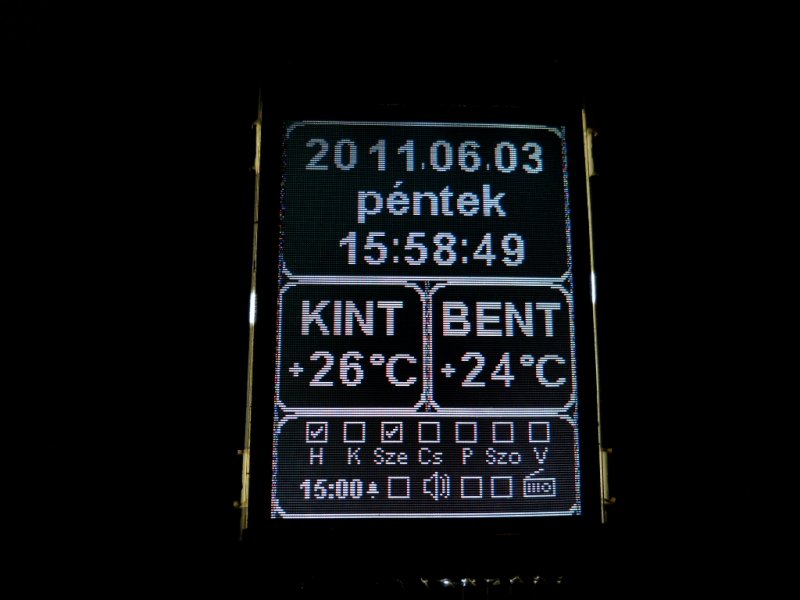 2011.06.03
péntek
15:58:49
KINT BENT
+26°C +24°C
H K Sze Cs P Szo V
15:00